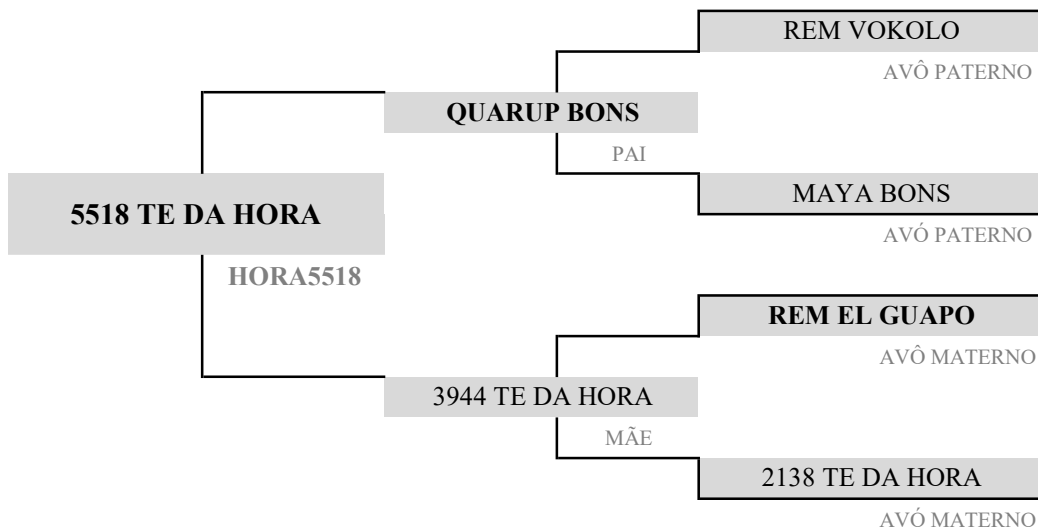 REM VOKOLO
AVÔ PATERNO
QUARUP BONS
PAI
MAYA BONS
AVÓ PATERNO
5518 TE DA HORA
HORA5518
REM EL GUAPO
AVÔ MATERNO
3944 TE DA HORA
MÃE
2138 TE DA HORA
AVÓ MATERNO